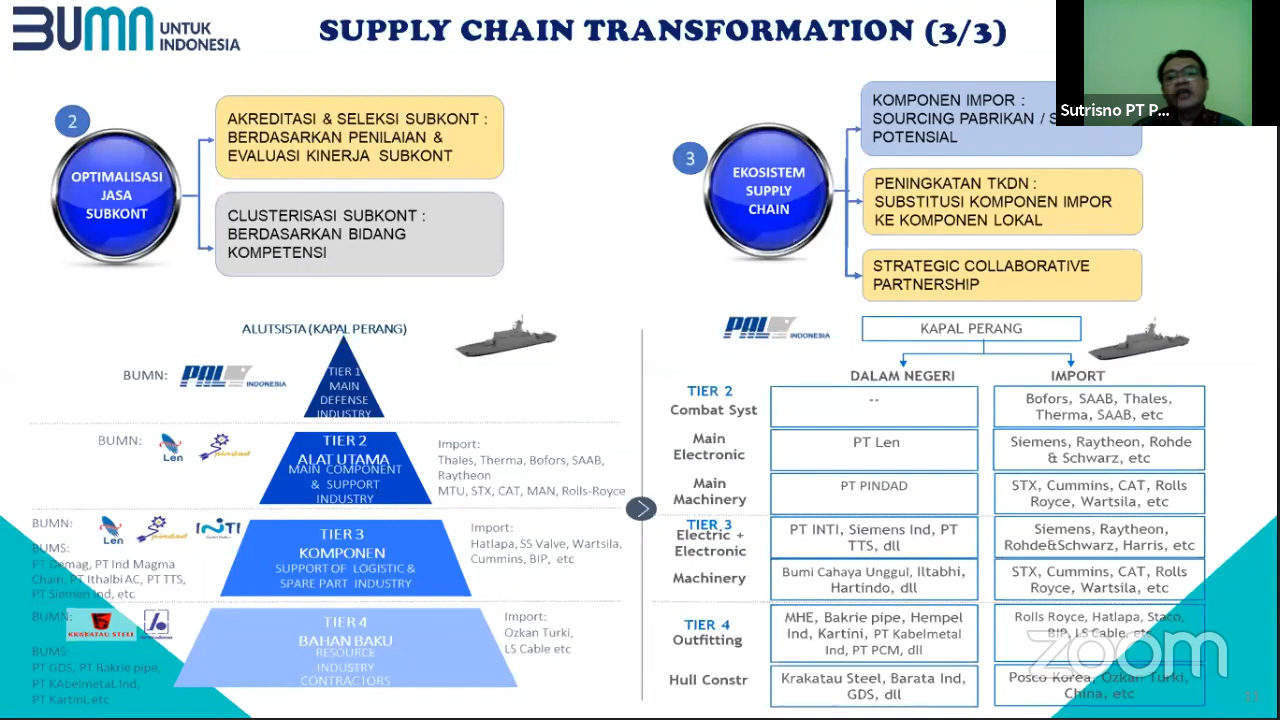 BUMN UNTUK
INDONESIA
SUPPLY CHAIN TRANSFORMATION (3/3)
Sutrisno PT P...
2
OPTIMALISASI
JASA
SUBKONT
AKREDITASI & SELEKSI SUBKONT :
BERDASARKAN PENILAIAN &
EVALUASI KINERJA SUBKONT
CLUSTERISASI SUBKONT :
BERDASARKAN BIDANG
KOMPETENSI
3
EKOSISTEM
SUPPLY
CHAIN
KOMPONEN IMPOR :
SOURCING PABRIKAN / S
POTENSIAL
PENINGKATAN TKDN :
SUBSTITUSI KOMPONEN IMPOR
KE KOMPONEN LOKAL
STRATEGIC COLLABORATIVE
PARTNERSHIP
ALUTSISTA (KAPAL PERANG)
BUMN:
PAL INDONESIA
TIER 1
MAIN
DEFENSE
INDUSTRY
BUMN:
Len
pindad
TIER 2
ALAT UTAMA
MAIN COMPONENT
& SUPPORT
INDUSTRY
Import:
Thales, Therma, Bofors, SAAB,
Raytheon
MTU, STX, CAT, MAN, Rolls-Royce
BUMN:
Len
pindad
INTI
BUMS:
PT Demag, PT Ind Magma
Chain, PT Ithalbi AC, PT TTS,
PT Siemen Ind, etc
TIER 3
KOMPONEN
SUPPORT OF LOGISTIC &
SPARE PART INDUSTRY
Import:
Hatlapa, SS Valve, Wartsila,
Cummins, BIP, etc
BUMN:
KRAKATAU STEEL
BUMS:
PT GDS, PT Bakrie pipe,
PT KAbelmetaL Ind,
PT Kartini, etc
TIER 4
BAHAN BAKU
RESOURCE
INDUSTRY
CONTRACTORS
Import:
Ozkan Turki,
LS Cable etc
PAL INDONESIA
KAPAL PERANG
DALAM NEGERI
IMPORT
TIER 2
Combat Syst
--
Bofors, SAAB, Thales,
Therma, SAAB, etc
Main
Electronic
PT Len
Siemens, Raytheon, Rohde
& Schwarz, etc
Main
Machinery
PT PINDAD
STX, Cummins, CAT, Rolls
Royce, Wartsila, etc
TIER 3
Electric +
Electronic
PT INTI, Siemens Ind, PT
TTS, dll
Siemens, Raytheon,
Rohde&Schwarz, Harris, etc
Machinery
Bumi Cahaya Unggul, Iltabhi,
Hartindo, dll
STX, Cummins, CAT, Rolls
Royce, Wartsila, etc
TIER 4
Outfitting
MHE, Bakrie pipe, Hempel
Ind, Kartini, PT Kabelmetal
Ind, PT PCM, dll
Rolls Royce, Hatlapa, Staco,
BIP, LS Cable, etc
Hull Constr
Krakatau Steel, Barata Ind,
GDS, dll
Posco Korea, Ozkan Turki,
China, etc
zoom